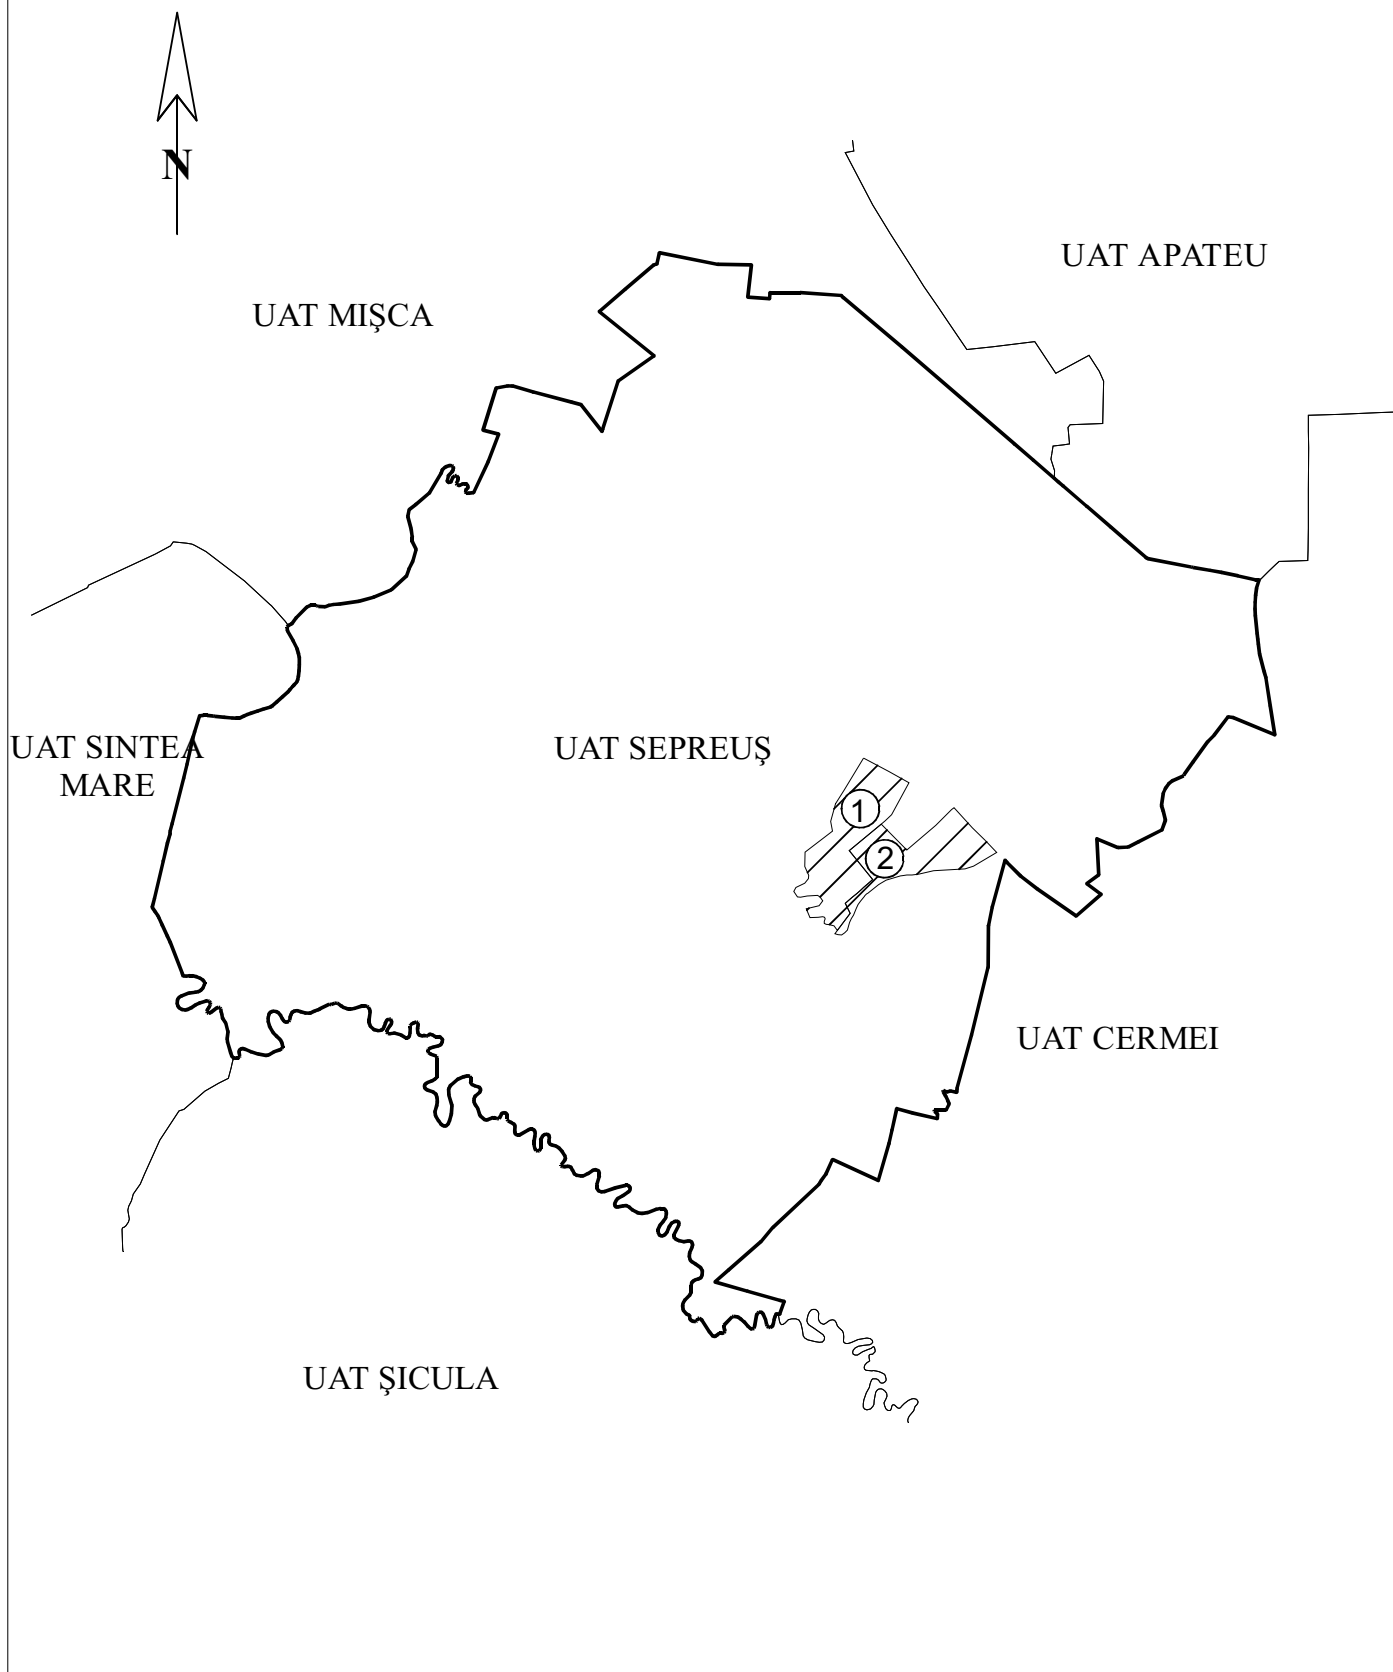 N
UAT APATEU
UAT MIŞCA
UAT SINTEA
MARE
UAT SEPREUŞ
1
2
UAT CERMEI
UAT ŞICULA